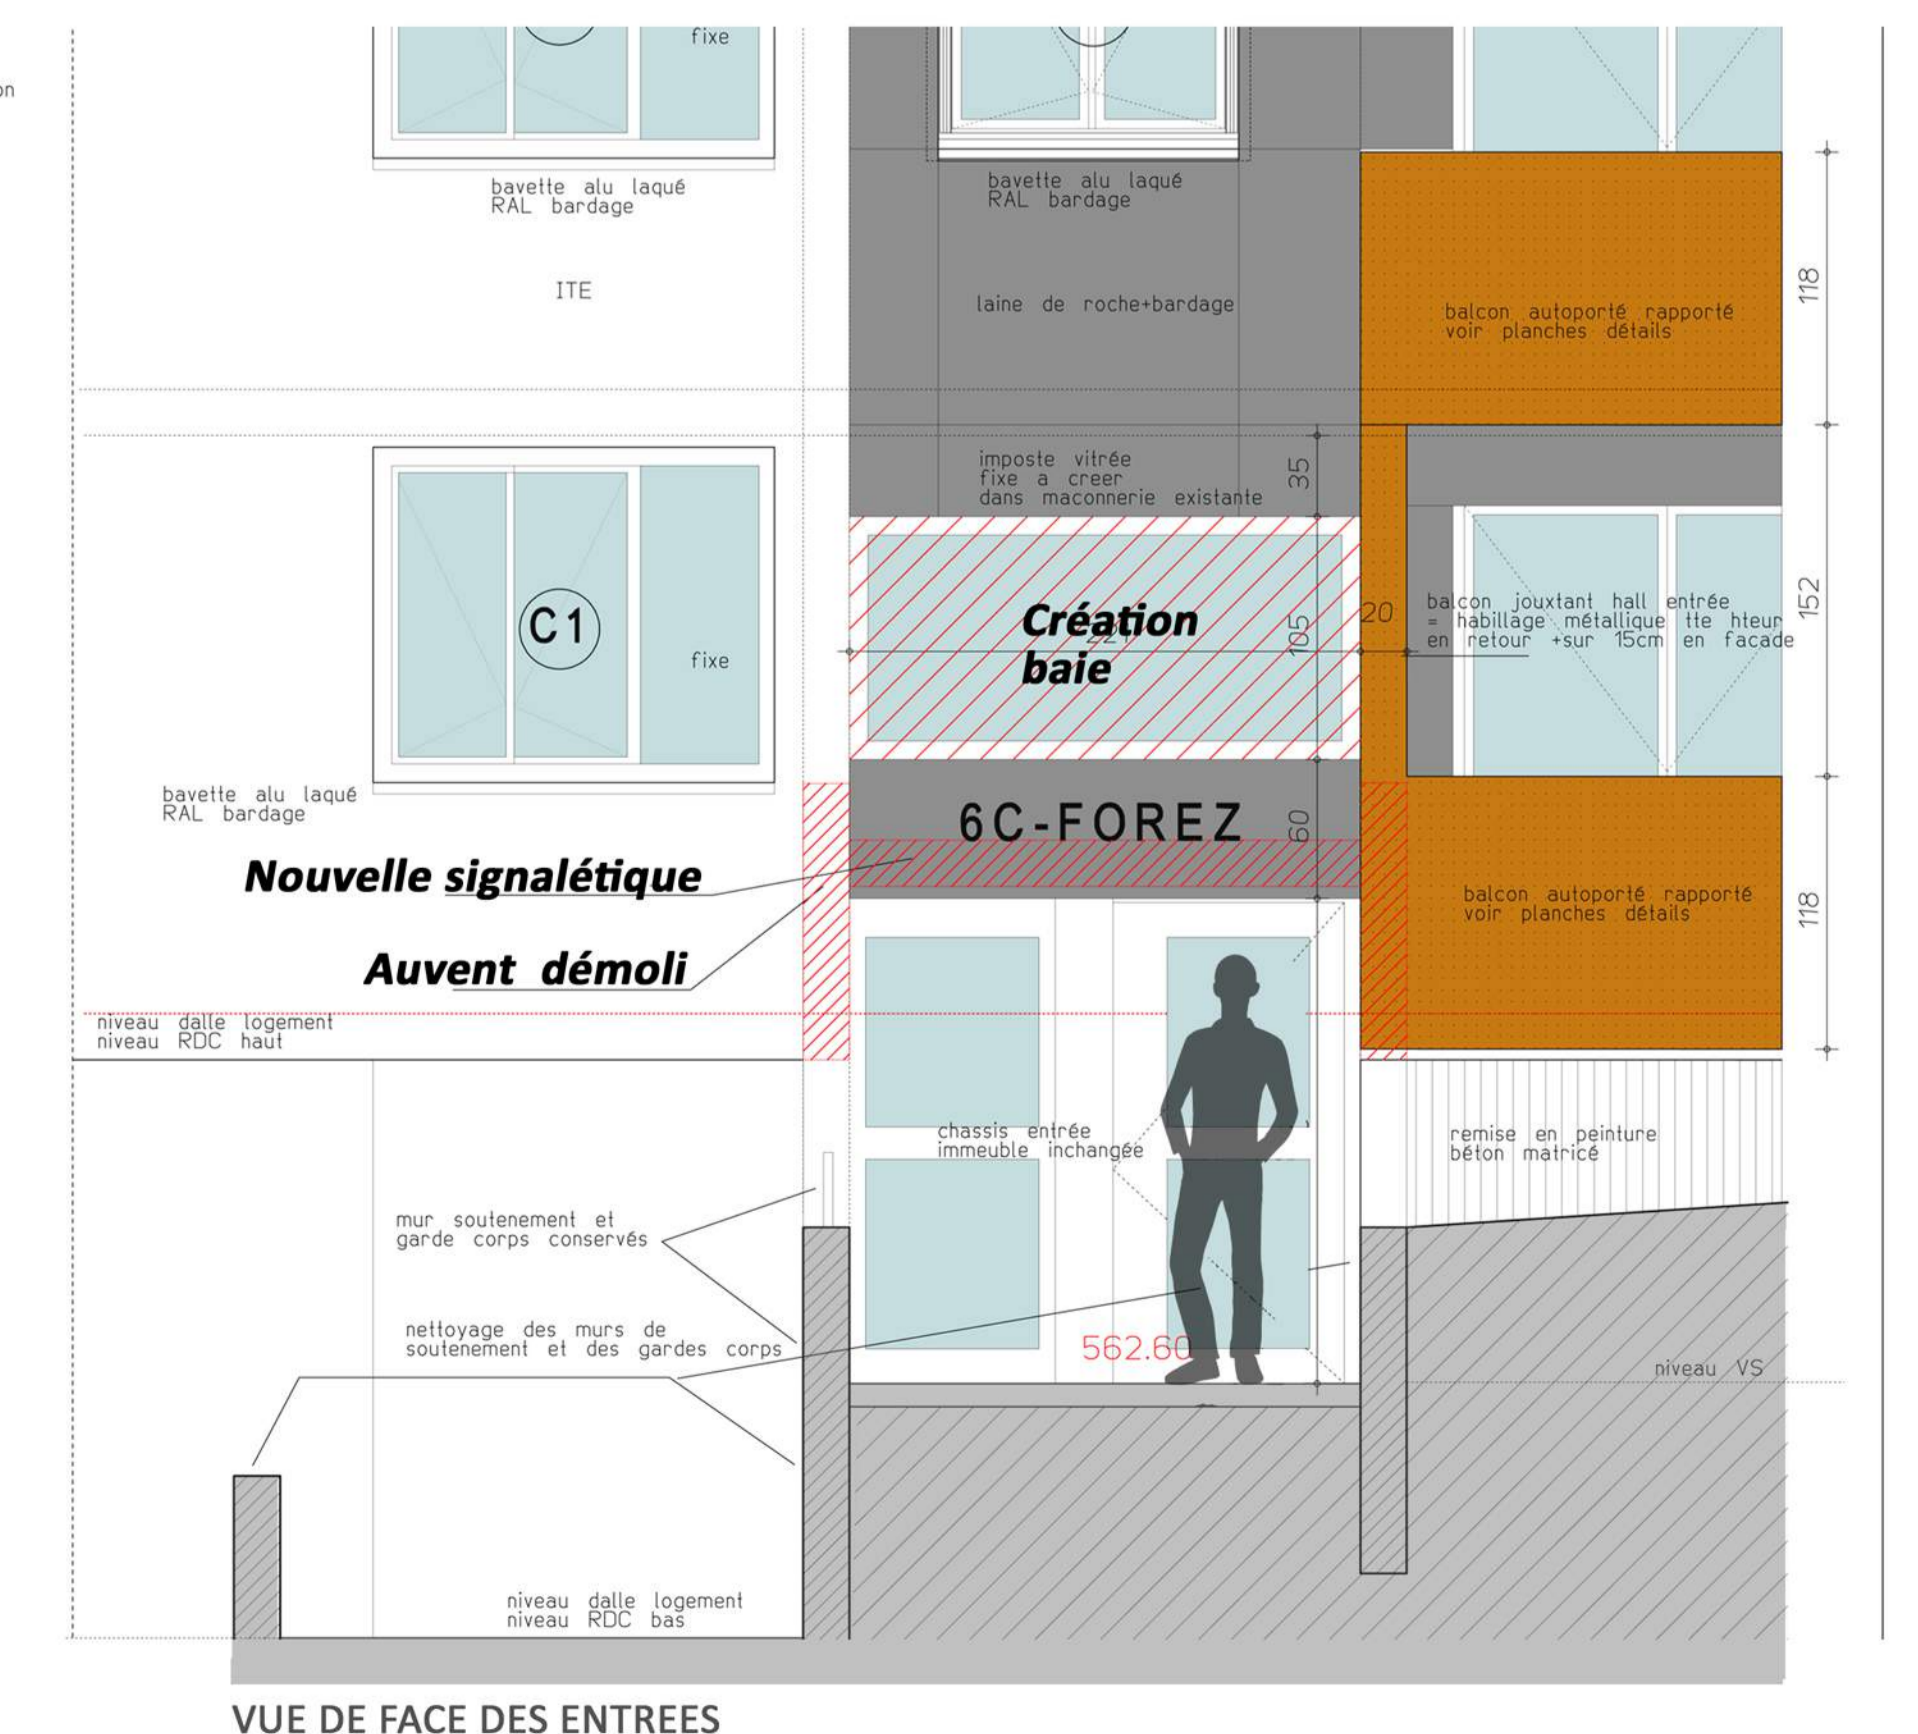 on
fixe
bavette alu laqué
RAL bardage
bavette alu laqué
RAL bardage
ITE
laine de roche+bardage
balcon autoporté rapporté
voir planches détails
118
imposte vitrée
fixe a creer
dans maconnerie existante
35
C1
fixe
Création
baie
105
20
balcon jouxtant hall entrée
= habillage métallique tte hteur
en retour +sur 15cm en facade
152
bavette alu laqué
RAL bardage
6C-FOREZ
60
Nouvelle signalétique
balcon autoporté rapporté
voir planches détails
118
Auvent démoli
niveau dalle logement
niveau RDC haut
chassis entrée
immeuble inchangée
remise en peinture
béton matricé
mur soutenement et
garde corps conservés
nettoyage des murs de
soutenement et des gardes corps
562.60
niveau VS
niveau dalle logement
niveau RDC bas
VUE DE FACE DES ENTREES